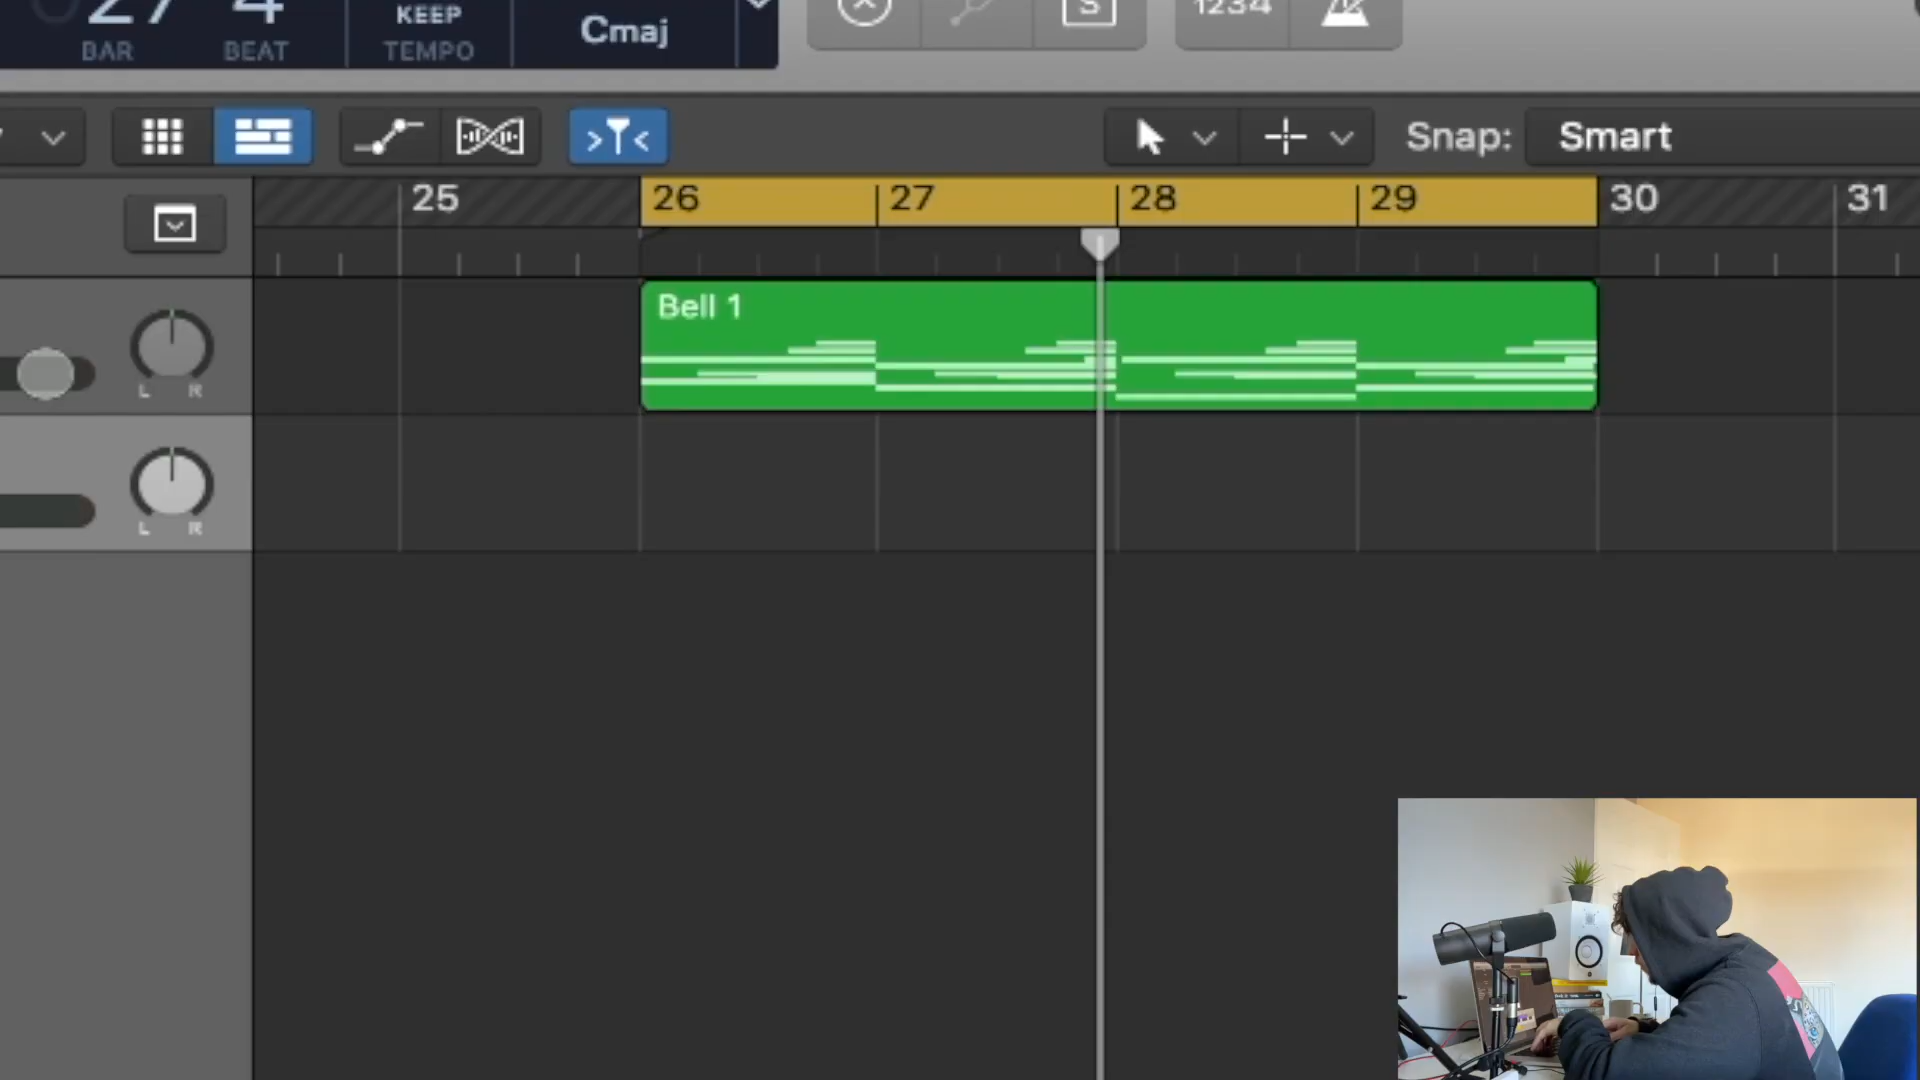 27 4 KEEP Cmaj
BAR BEAT TEMPO
S 1234
Snap: Smart
25 26 27 28 29 30 31
Bell 1
L R
L R